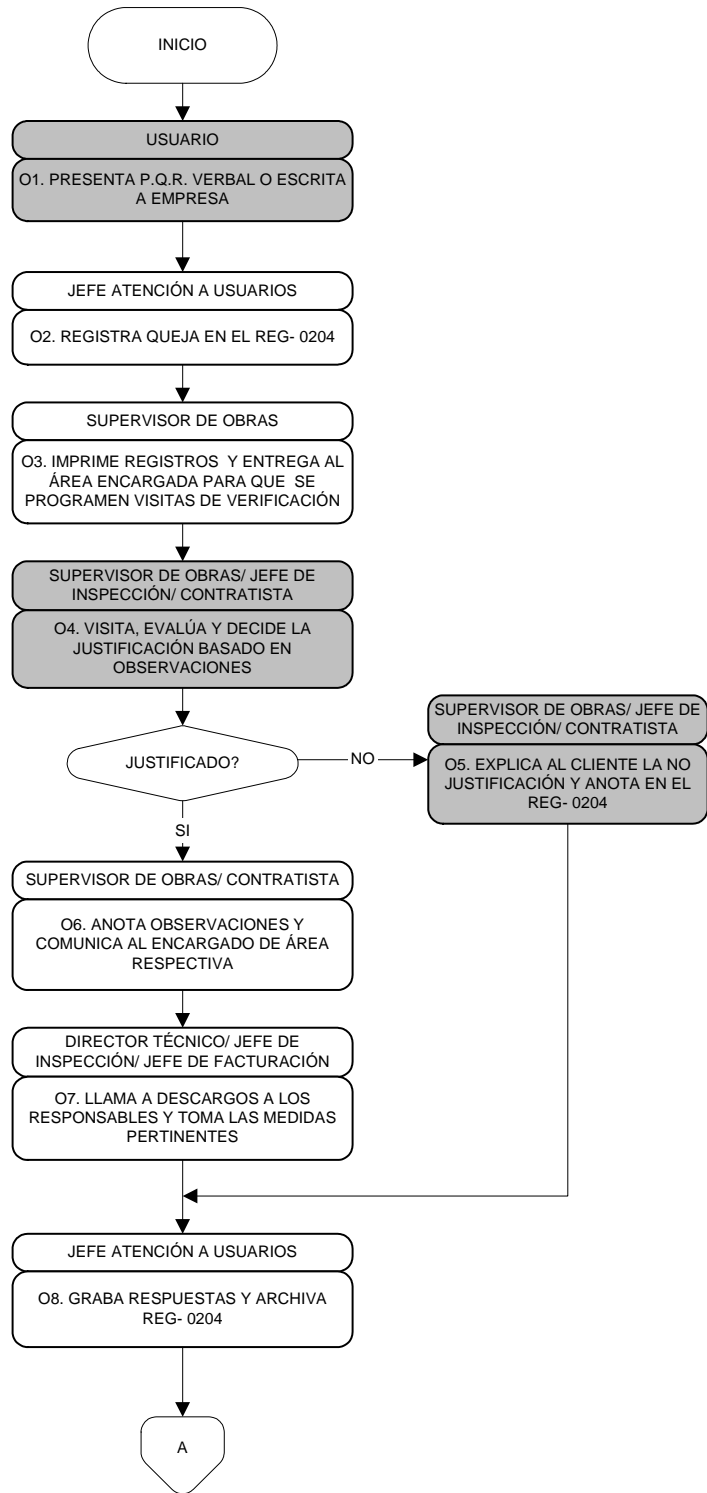 INICIO
USUARIO
O1. PRESENTA P.Q.R. VERBAL O ESCRITA
A EMPRESA
JEFE ATENCIÓN A USUARIOS
O2. REGISTRA QUEJA EN EL REG- 0204
SUPERVISOR DE OBRAS
O3. IMPRIME REGISTROS Y ENTREGA AL
ÁREA ENCARGADA PARA QUE SE
PROGRAMEN VISITAS DE VERIFICACIÓN
SUPERVISOR DE OBRAS/ JEFE DE
INSPECCIÓN/ CONTRATISTA
O4. VISITA, EVALÚA Y DECIDE LA
JUSTIFICACIÓN BASADO EN
OBSERVACIONES
JUSTIFICADO?
NO
SUPERVISOR DE OBRAS/ JEFE DE
INSPECCIÓN/ CONTRATISTA
O5. EXPLICA AL CLIENTE LA NO
JUSTIFICACIÓN Y ANOTA EN EL
REG- 0204
SI
SUPERVISOR DE OBRAS/ CONTRATISTA
O6. ANOTA OBSERVACIONES Y
COMUNICA AL ENCARGADO DE ÁREA
RESPECTIVA
DIRECTOR TÉCNICO/ JEFE DE
INSPECCIÓN/ JEFE DE FACTURACIÓN
O7. LLAMA A DESCARGOS A LOS
RESPONSABLES Y TOMA LAS MEDIDAS
PERTINENTES
JEFE ATENCIÓN A USUARIOS
O8. GRABA RESPUESTAS Y ARCHIVA
REG- 0204
A